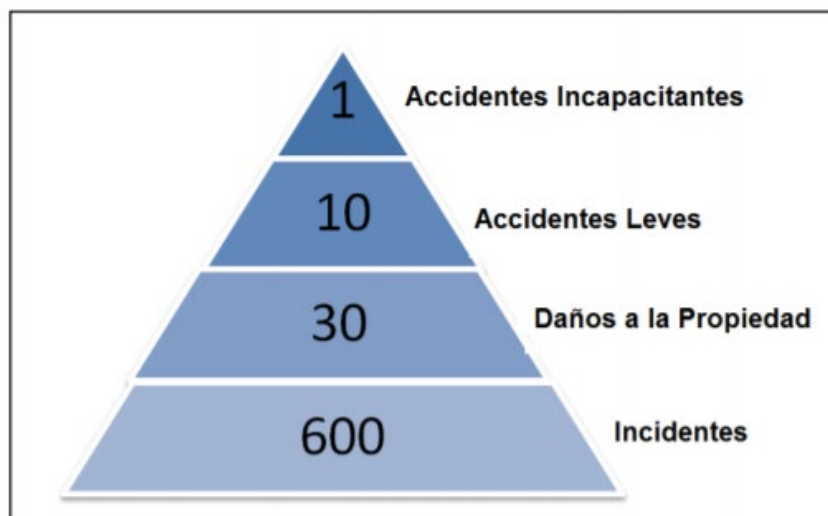 1
Accidentes Incapacitantes
10
Accidentes Leves
30
Daños a la Propiedad
600
Incidentes